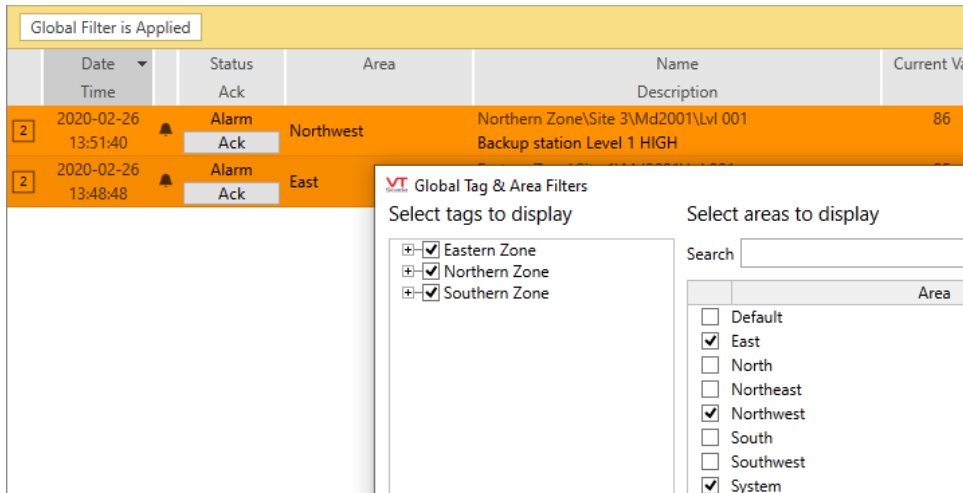 Global Filter is Applied
Date Status Area Name Current Va
Time Ack Description
2020-02-26 Alarm Northern Zone\Site 3\Md2001\Lvl 001 86
2 Northwest
13:51:40 Ack Backup station Level 1 HIGH
2020-02-26 Alarm
2 East
13:48:48 Ack
VT Global Tag & Area Filters
Select tags to display Select areas to display
Eastern Zone Search
Northern Zone
Southern Zone Area
Default
East
North
Northeast
Northwest
South
Southwest
System